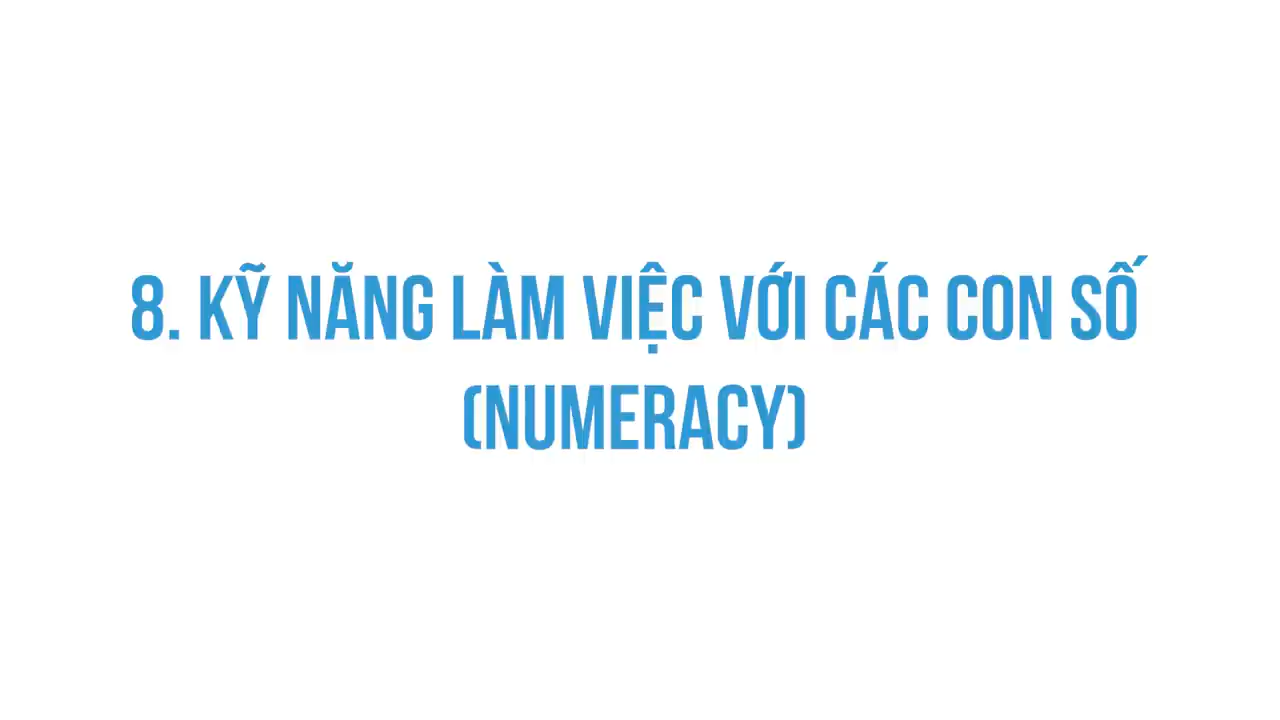 8. KỸ NĂNG LÀM VIỆC VỚI CÁC CON SỐ
(NUMERACY)